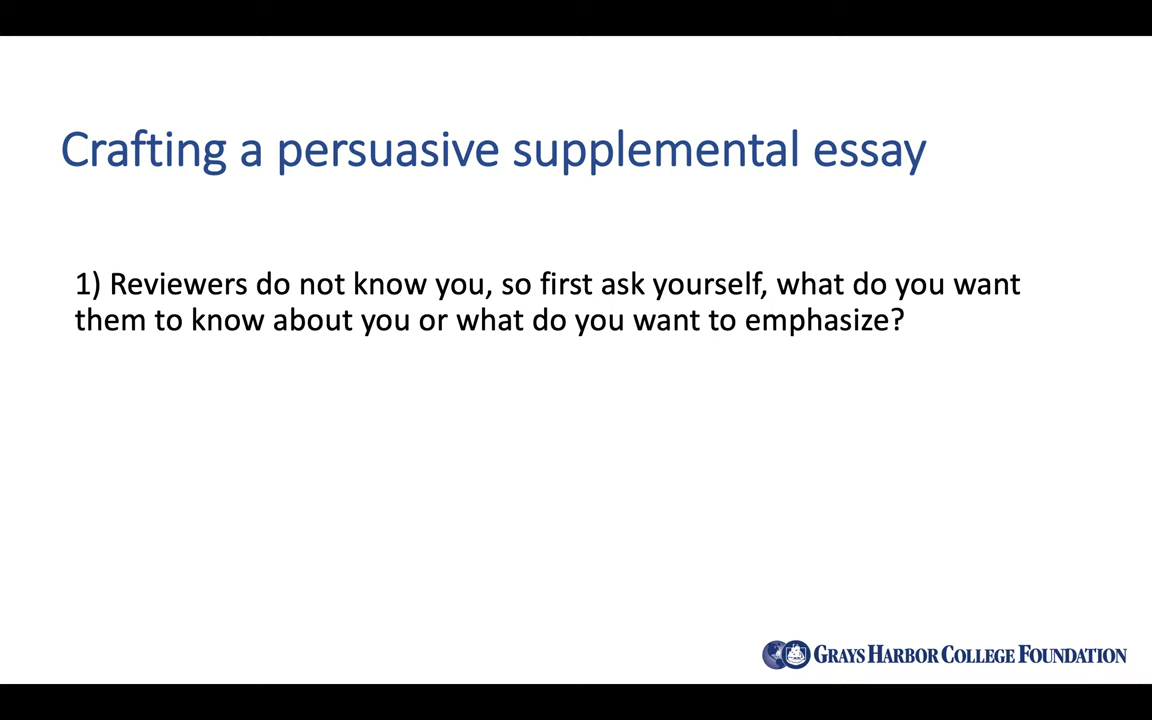 Crafting a persuasive supplemental essay
1) Reviewers do not know you, so first ask yourself, what do you want
them to know about you or what do you want to emphasize?
GRAYS HARBOR COLLEGE FOUNDATION